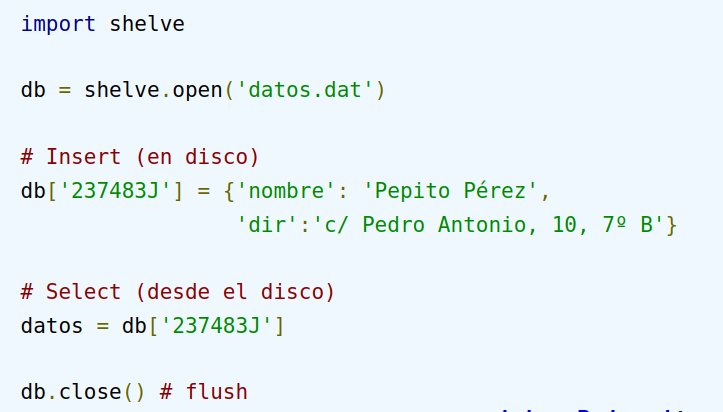 import shelve
db = shelve.open('datos.dat')
# Insert (en disco)
db['237483J'] = {'nombre': 'Pepito Pérez',
'dir':'c/ Pedro Antonio, 10, 7º B'}
# Select (desde el disco)
datos = db['237483J']
db.close() # flush